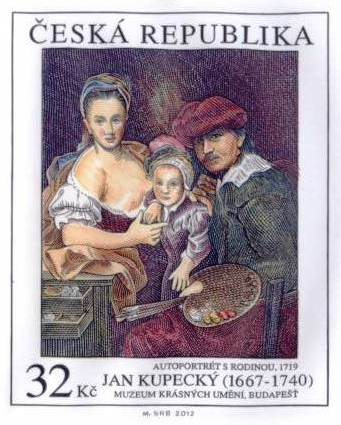 ČESKÁ REPUBLIKA
AUTOPORTRÉT S RODINOU, 1719
32 Kč
JAN KUPECKÝ (1667-1740)
MUZEUM KRÁSNÝCH UMĚNÍ, BUDAPEŠŤ
M. SRB 2012